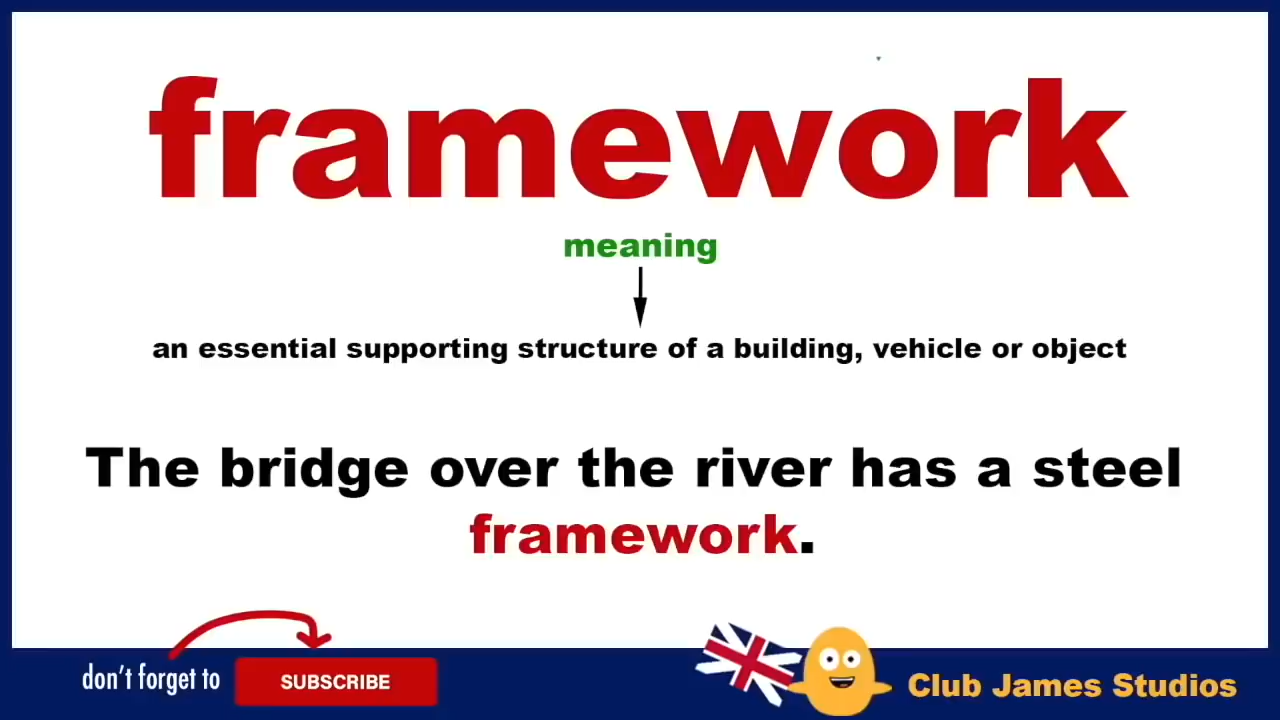 framework
meaning
an essential supporting structure of a building, vehicle or object
The bridge over the river has a steel
framework.
don't forget to
SUBSCRIBE
Club James Studios